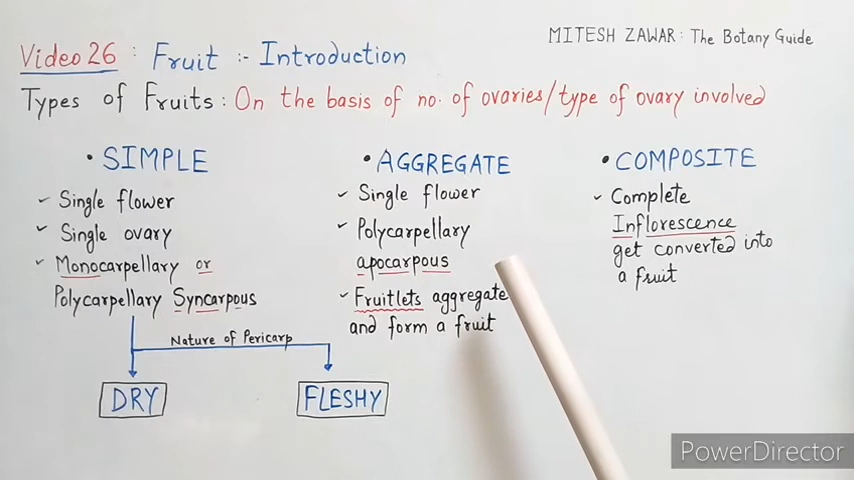 MITESH ZAWAR: The Botany Guide
Video 26 : Fruit :- Introduction
Types of Fruits: On the basis of no. of ovaries/type of ovary involved
• SIMPLE
✓ Single flower
✓ Single ovary
✓ Monocarpellary or
Polycarpellary Syncarpous
Nature of Pericarp
DRY
FLESHY
• AGGREGATE
✓ Single flower
✓ Polycarpellary
apocarpous
✓ Fruitlets aggregate
and form a fruit
• COMPOSITE
✓ Complete
Inflorescence
get converted into
a fruit
PowerDirector